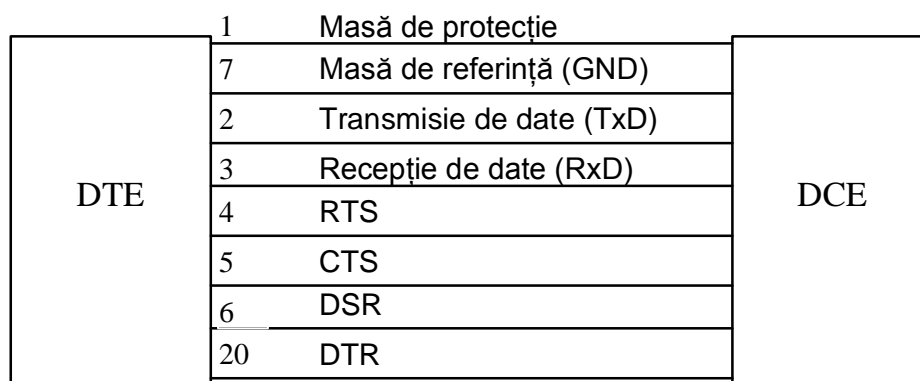 1 Masă de protecție
7 Masă de referință (GND)
2 Transmisie de date (TxD)
3 Recepție de date (RxD)
DTE
DCE
4 RTS
5 CTS
6 DSR
20 DTR